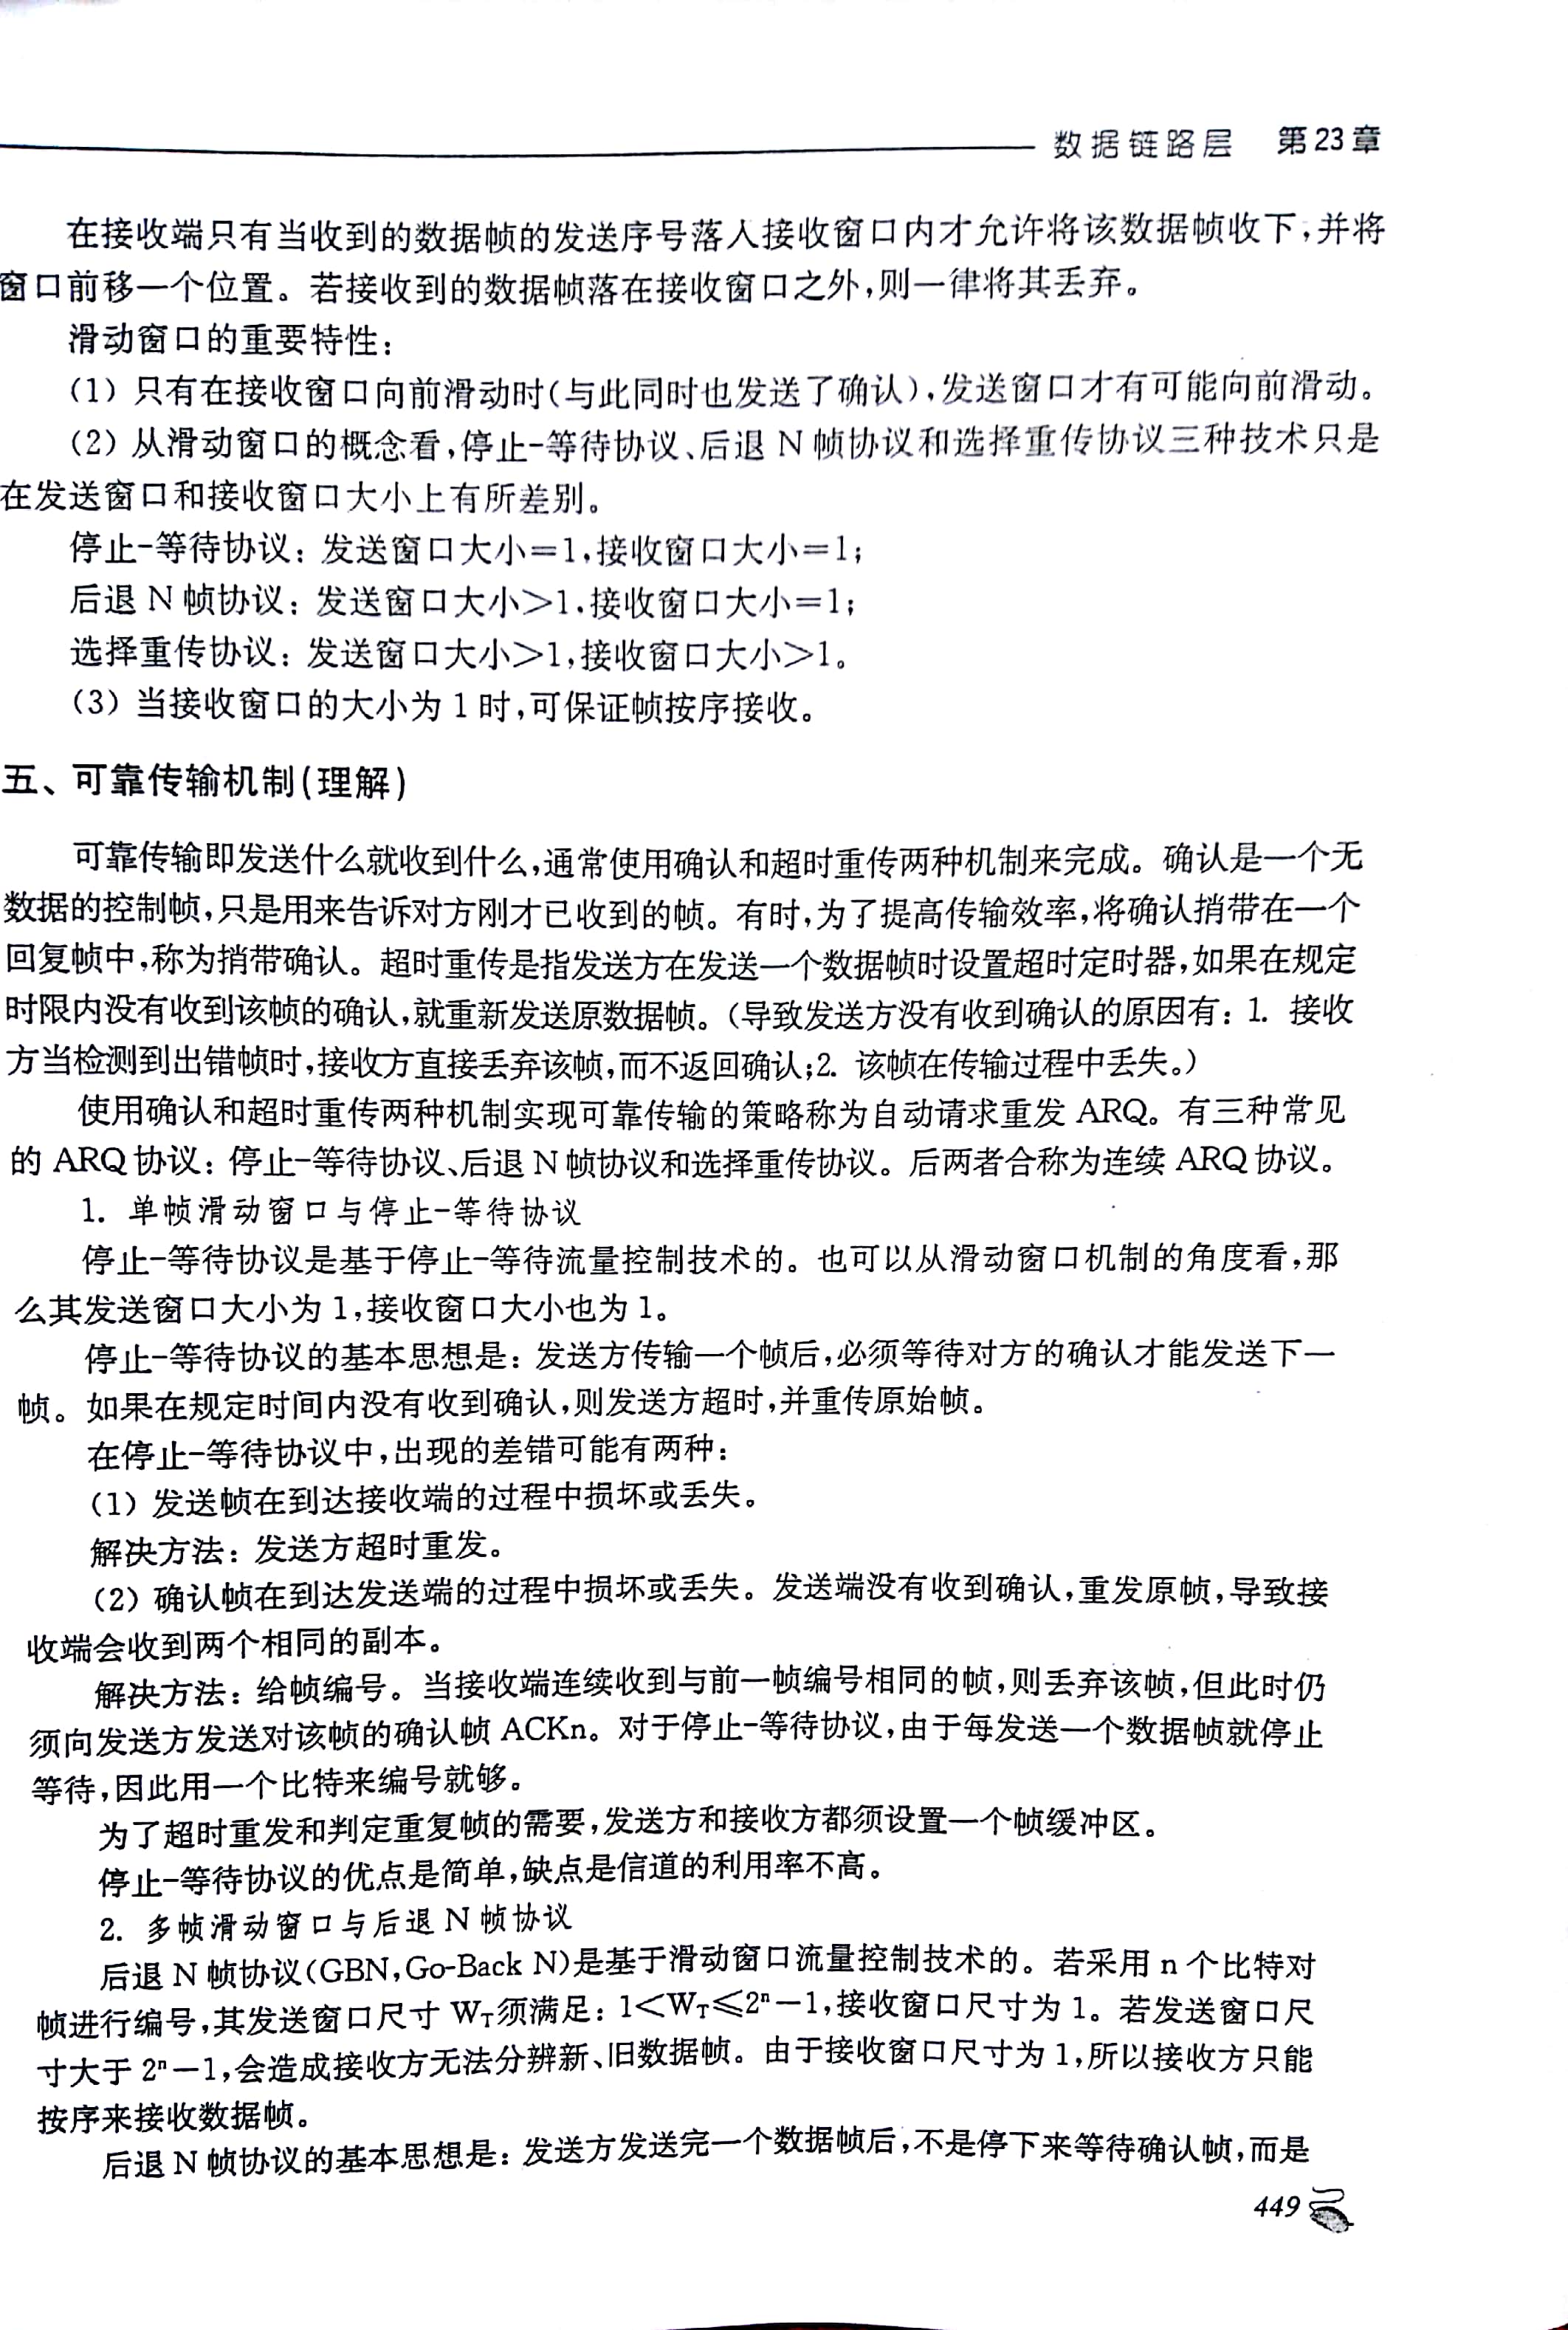 数据链路层 第23章
在接收端只有当收到的数据帧的发送序号落入接收窗口内才允许将该数据帧收下,并将
窗口前移一个位置。若接收到的数据帧落在接收窗口之外,则一律将其丢弃。
滑动窗口的重要特性:
(1) 只有在接收窗口向前滑动时(与此同时也发送了确认),发送窗口才有可能向前滑动。
(2) 从滑动窗口的概念看,停止-等待协议、后退 N 帧协议和选择重传协议三种技术只是
在发送窗口和接收窗口大小上有所差别。
停止-等待协议: 发送窗口大小=1,接收窗口大小=1;
后退 N 帧协议: 发送窗口大小>1,接收窗口大小=1;
选择重传协议: 发送窗口大小>1,接收窗口大小>1。
(3) 当接收窗口的大小为 1 时,可保证帧按序接收。
五、可靠传输机制(理解)
可靠传输即发送什么就收到什么,通常使用确认和超时重传两种机制来完成。确认是一个无
数据的控制帧,只是用来告诉对方刚才已收到的帧。有时,为了提高传输效率,将确认捎带在一个
回复帧中,称为捎带确认。超时重传是指发送方在发送一个数据帧时设置超时定时器,如果在规定
时限内没有收到该帧的确认,就重新发送原数据帧。(导致发送方没有收到确认的原因有: 1. 接收
方当检测到出错帧时,接收方直接丢弃该帧,而不返回确认;2. 该帧在传输过程中丢失。)
使用确认和超时重传两种机制实现可靠传输的策略称为自动请求重发 ARQ。有三种常见
的 ARQ 协议: 停止-等待协议、后退 N 帧协议和选择重传协议。后两者合称为连续 ARQ 协议。
1. 单帧滑动窗口与停止-等待协议
停止-等待协议是基于停止-等待流量控制技术的。也可以从滑动窗口机制的角度看,那
么其发送窗口大小为 1,接收窗口大小也为 1。
停止-等待协议的基本思想是: 发送方传输一个帧后,必须等待对方的确认才能发送下一
帧。如果在规定时间内没有收到确认,则发送方超时,并重传原始帧。
在停止-等待协议中,出现的差错可能有两种:
(1) 发送帧在到达接收端的过程中损坏或丢失。
解决方法: 发送方超时重发。
(2) 确认帧在到达发送端的过程中损坏或丢失。发送端没有收到确认,重发原帧,导致接
收端会收到两个相同的副本。
解决方法: 给帧编号。当接收端连续收到与前一帧编号相同的帧,则丢弃该帧,但此时仍
须向发送方发送对该帧的确认帧 ACKn。对于停止-等待协议,由于每发送一个数据帧就停止
等待,因此用一个比特来编号就够。
为了超时重发和判定重复帧的需要,发送方和接收方都须设置一个帧缓冲区。
停止-等待协议的优点是简单,缺点是信道的利用率不高。
2. 多帧滑动窗口与后退 N 帧协议
后退 N 帧协议(GBN,Go-Back N)是基于滑动窗口流量控制技术的。若采用 n 个比特对
帧进行编号,其发送窗口尺寸 W_T须满足: 1<W_T≤2ⁿ-1,接收窗口尺寸为 1。若发送窗口尺
寸大于 2ⁿ-1,会造成接收方无法分辨新、旧数据帧。由于接收窗口尺寸为 1,所以接收方只能
按序来接收数据帧。
后退 N 帧协议的基本思想是: 发送方发送完一个数据帧后,不是停下来等待确认帧,而是
449